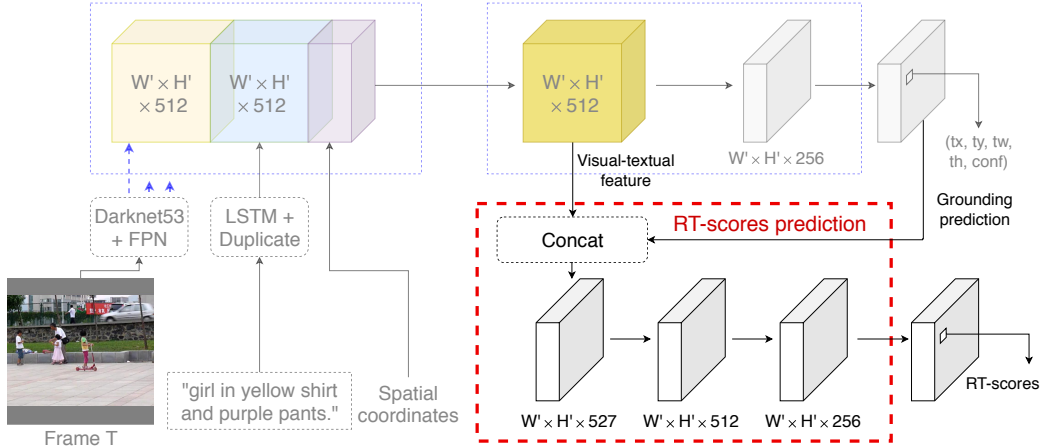 W' × H'
× 512
W' × H'
× 512
W' × H'
× 512
W' × H' × 256
(tx, ty, tw,
th, conf)
Visual-textual
feature
Grounding
prediction
Darknet53
+ FPN
LSTM +
Duplicate
RT-scores prediction
Concat
"girl in yellow shirt
and purple pants."
Spatial
coordinates
Frame T
W' × H' × 527
W' × H' × 512
W' × H' × 256
RT-scores